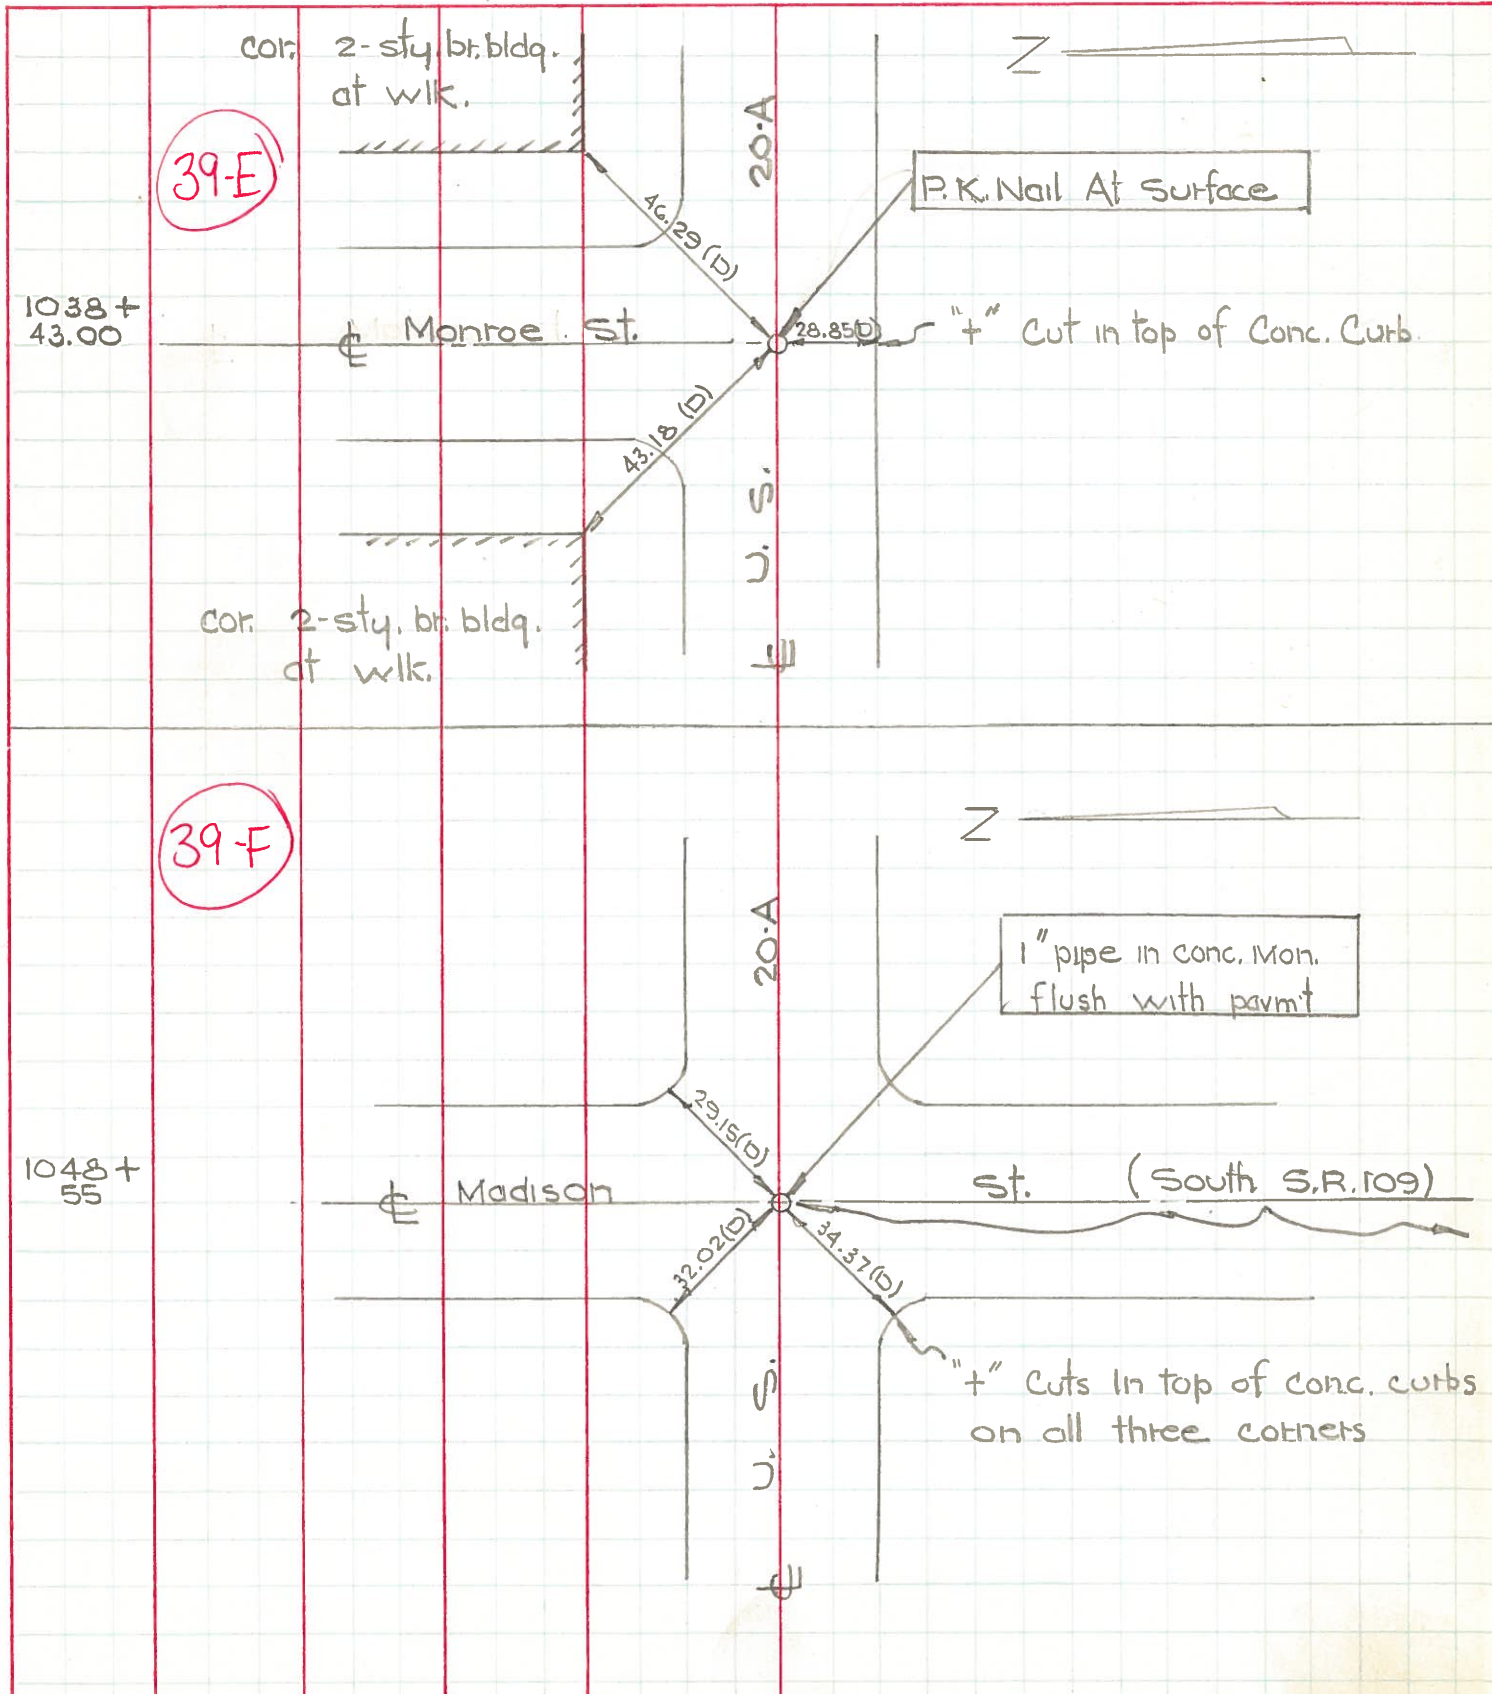 cor. 2-sty. br. bldg.
at wlk.
Z
39-E
20-A
P.K. Nail At Surface
46.29 (D)
1038+
43.00
℄ Monroe St.
28.85(D)
"+" Cut in top of Conc. Curb.
43.18 (D)
cor. 2-sty. br. bldg.
at wlk.
℄ U. S.
39-F
Z
20-A
1" pipe in conc. Mon.
flush with pavmt
29.15(D)
1048+
55
℄ Madison St. (South S.R. 109)
32.02(D)
34.37(D)
"+" Cuts In top of conc. curbs
on all three corners
℄ U. S.